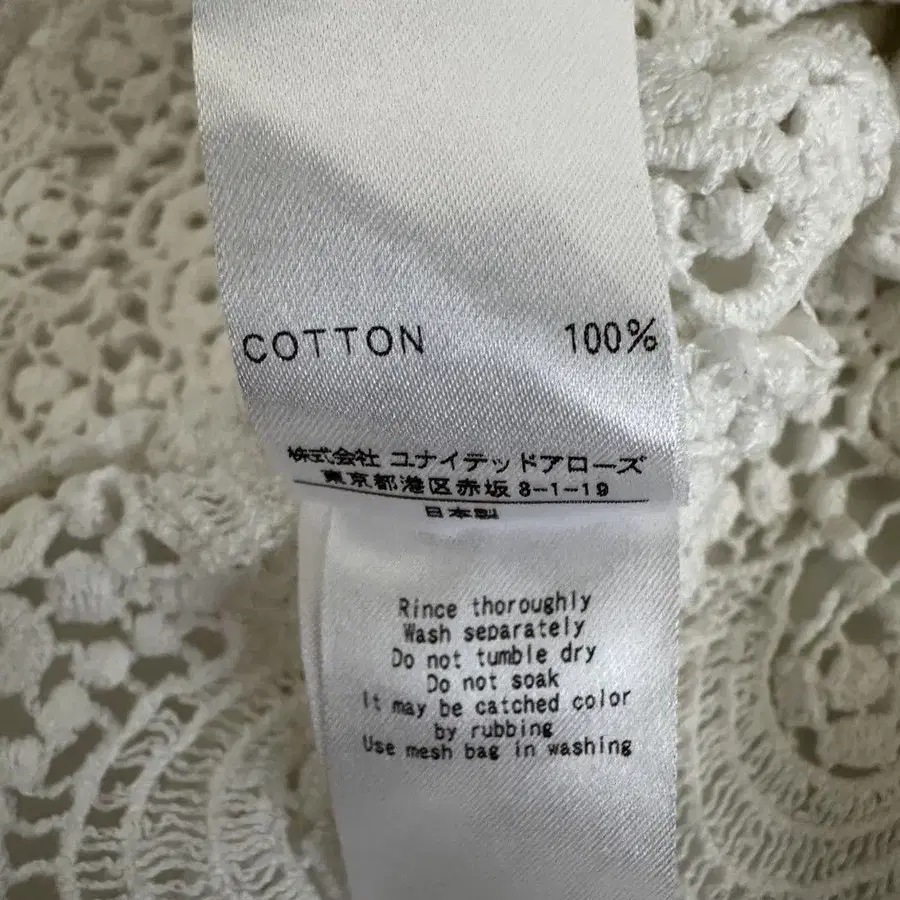 COTTON 100%
株式会社 ユナイテッドアローズ
東京都港区赤坂 8-1-19
日本製
Rince thoroughly
Wash separately
Do not tumble dry
Do not soak
It may be catched color
by rubbing
Use mesh bag in washing